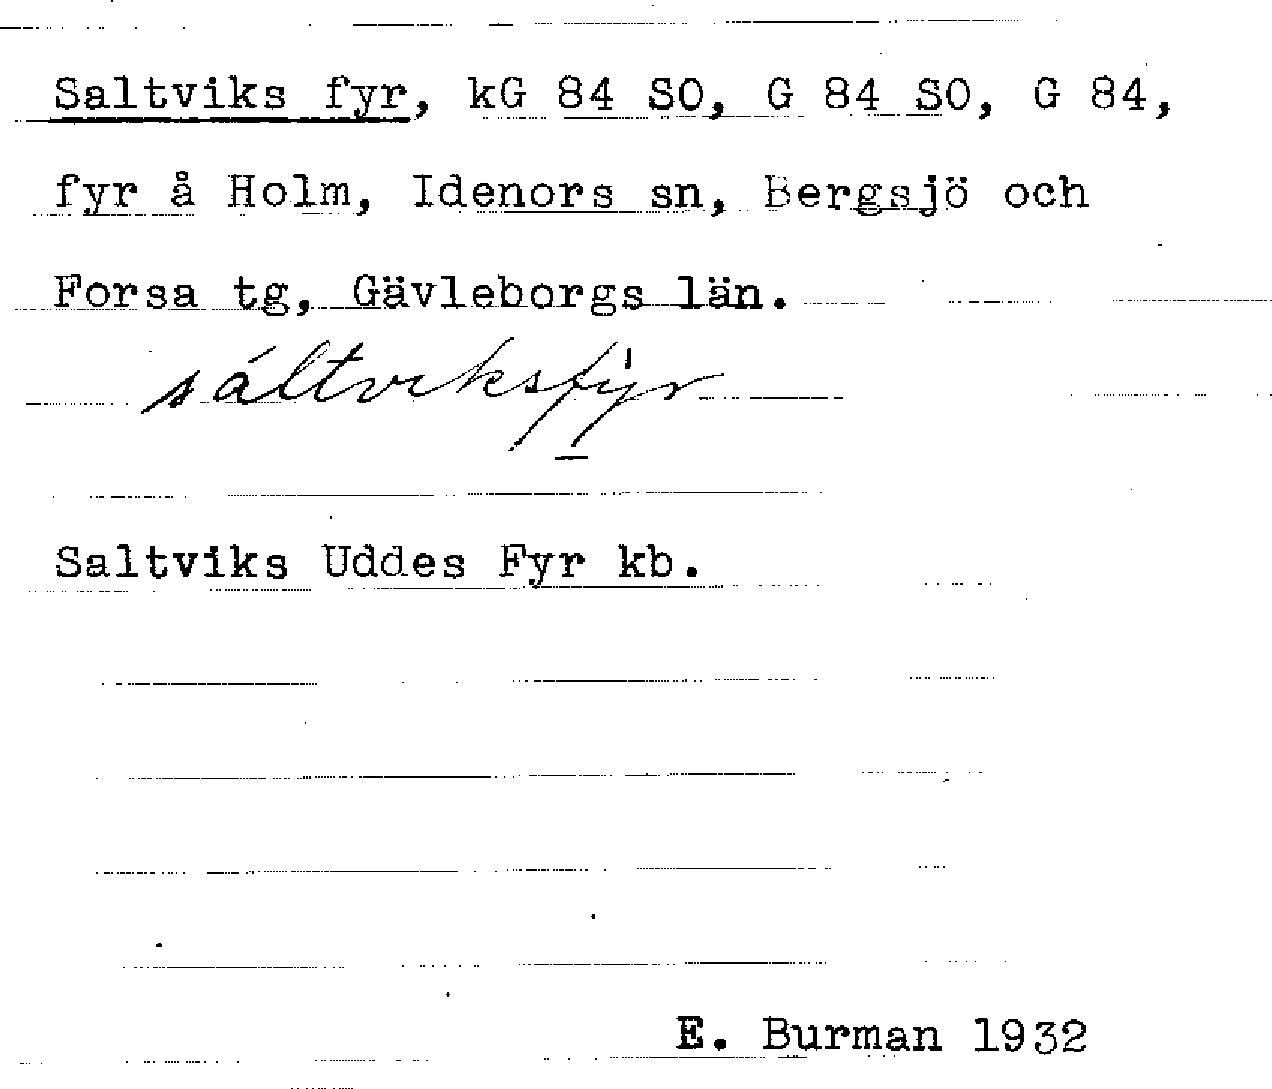 Saltviks fyr, kG 84 SO, G 84 SO, G 84,
fyr å Holm, Idenors sn, Bergsjö och
Forsa tg, Gävleborgs län.
sáltviksfy̍r
Saltviks Uddes Fyr kb.
E. Burman 1932